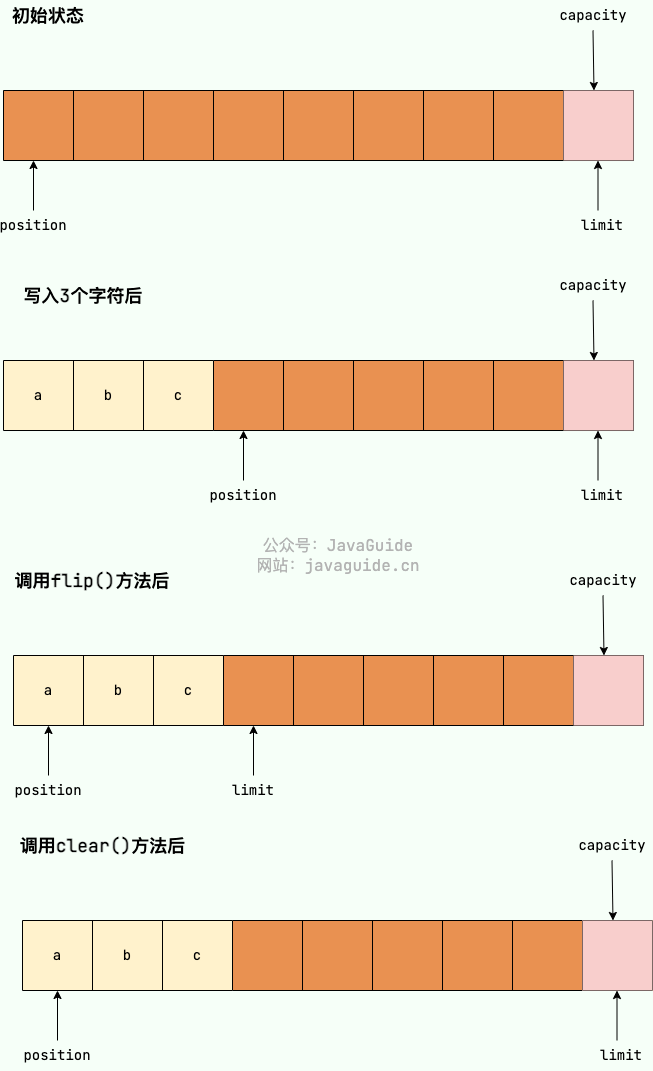 初始状态
capacity
position
limit
写入3个字符后
capacity
a
b
c
position
limit
公众号：JavaGuide
网站：javaguide.cn
调用flip()方法后
capacity
a
b
c
position
limit
调用clear()方法后
capacity
a
b
c
position
limit